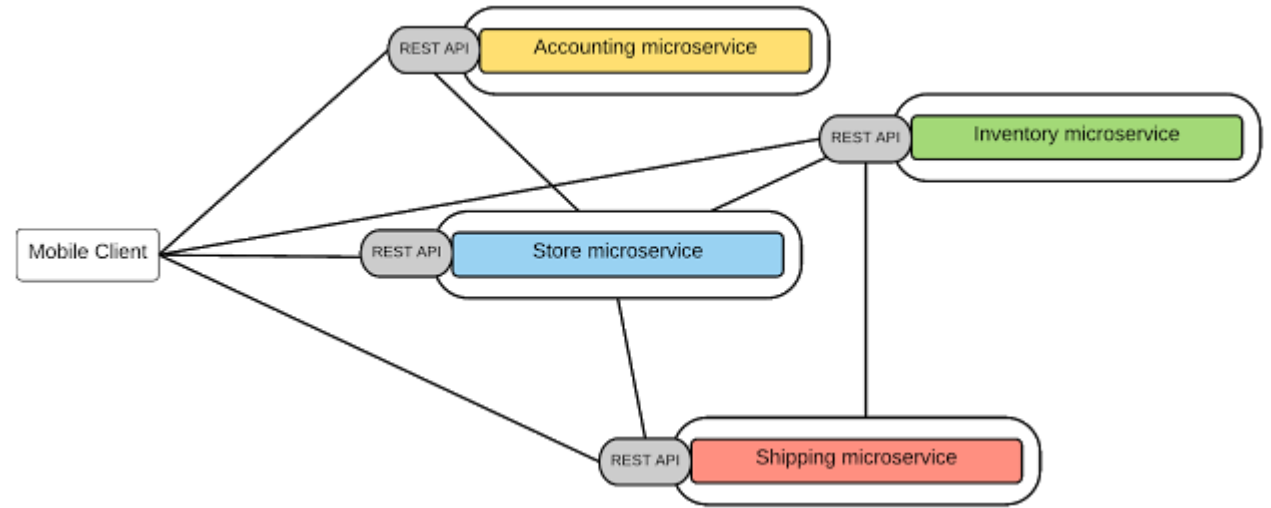 REST API
Accounting microservice
REST API
Inventory microservice
Mobile Client
REST API
Store microservice
REST API
Shipping microservice